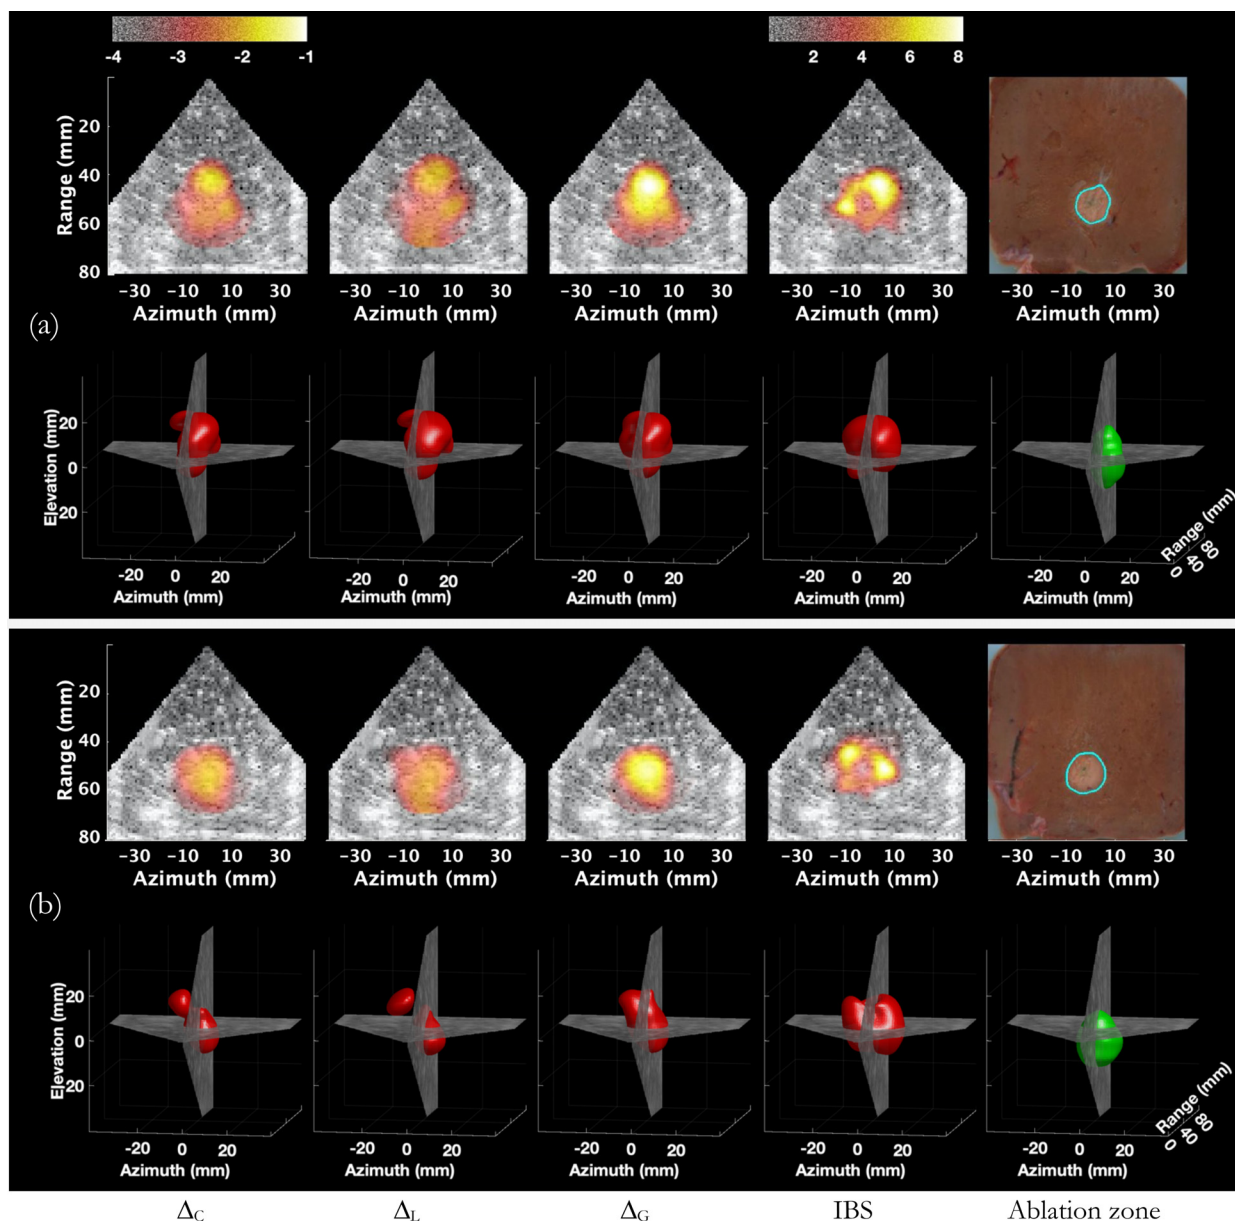 -4 -3 -2 -1 2 4 6 8
Range (mm)
20
40
60
80
-30 -10 10 30 -30 -10 10 30 -30 -10 10 30 -30 -10 10 30 -30 -10 10 30
Azimuth (mm) Azimuth (mm) Azimuth (mm) Azimuth (mm) Azimuth (mm)
(a)
Elevation (mm)
20
0
-20
Range (mm)
0 40 80
-20 0 20 -20 0 20 -20 0 20 -20 0 20 -20 0 20
Azimuth (mm) Azimuth (mm) Azimuth (mm) Azimuth (mm) Azimuth (mm)
Range (mm)
20
40
60
80
-30 -10 10 30 -30 -10 10 30 -30 -10 10 30 -30 -10 10 30 -30 -10 10 30
Azimuth (mm) Azimuth (mm) Azimuth (mm) Azimuth (mm) Azimuth (mm)
(b)
Elevation (mm)
20
0
-20
Range (mm)
0 40 80
-20 0 20 -20 0 20 -20 0 20 -20 0 20 -20 0 20
Azimuth (mm) Azimuth (mm) Azimuth (mm) Azimuth (mm) Azimuth (mm)
Δ_C Δ_L Δ_G IBS Ablation zone